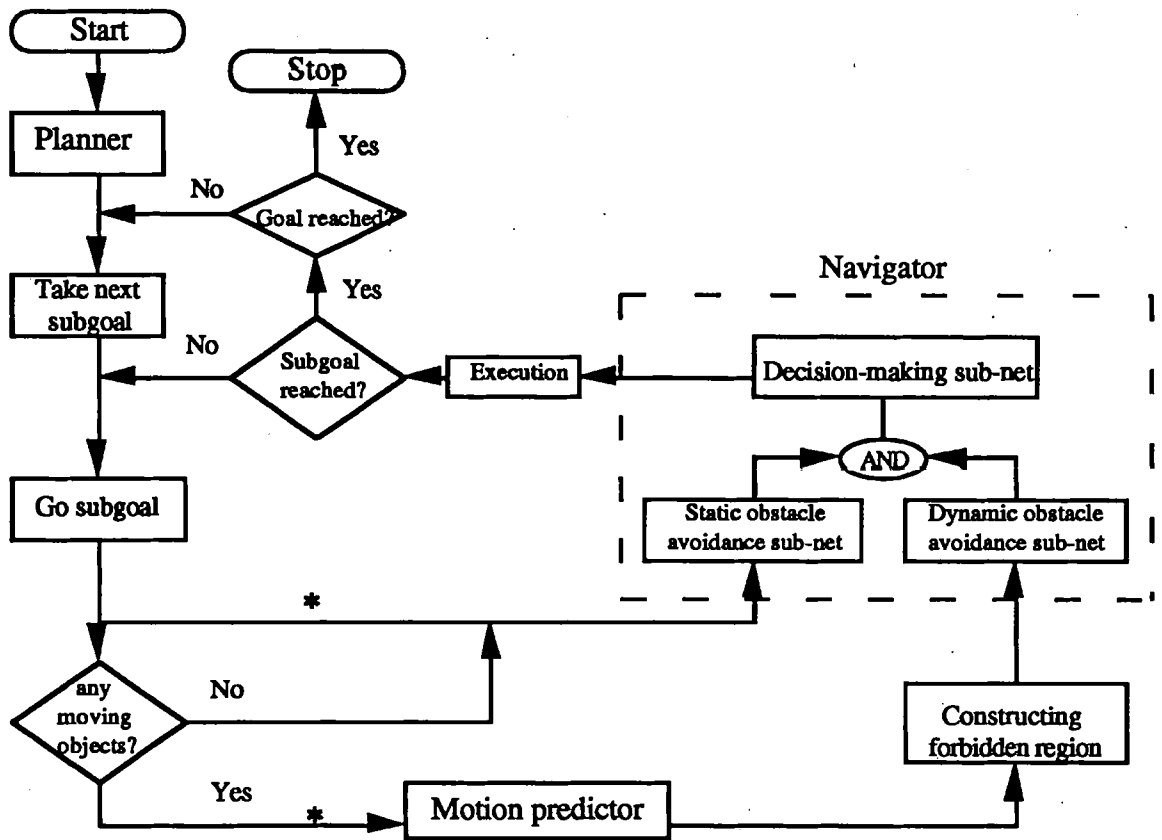 Start
Stop
Planner
Yes
No
Goal reached?
Navigator
Take next
subgoal
Yes
No
Subgoal
reached?
Execution
Decision-making sub-net
AND
Go subgoal
Static obstacle
avoidance sub-net
Dynamic obstacle
avoidance sub-net
*
any
moving
objects?
No
Constructing
forbidden region
Yes
*
Motion predictor